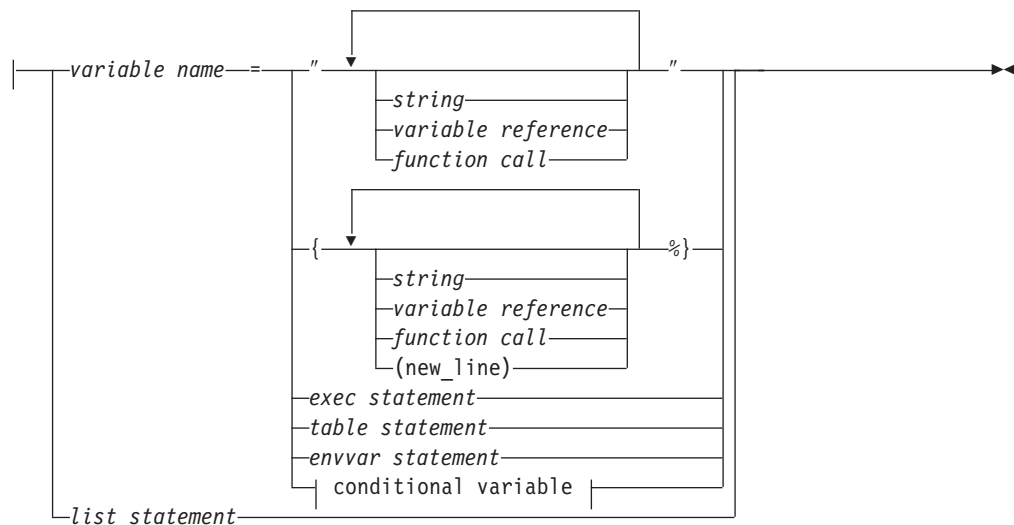 variable name = " "
string
variable reference
function call
{ %}
string
variable reference
function call
(new_line)
exec statement
table statement
envvar statement
conditional variable
list statement